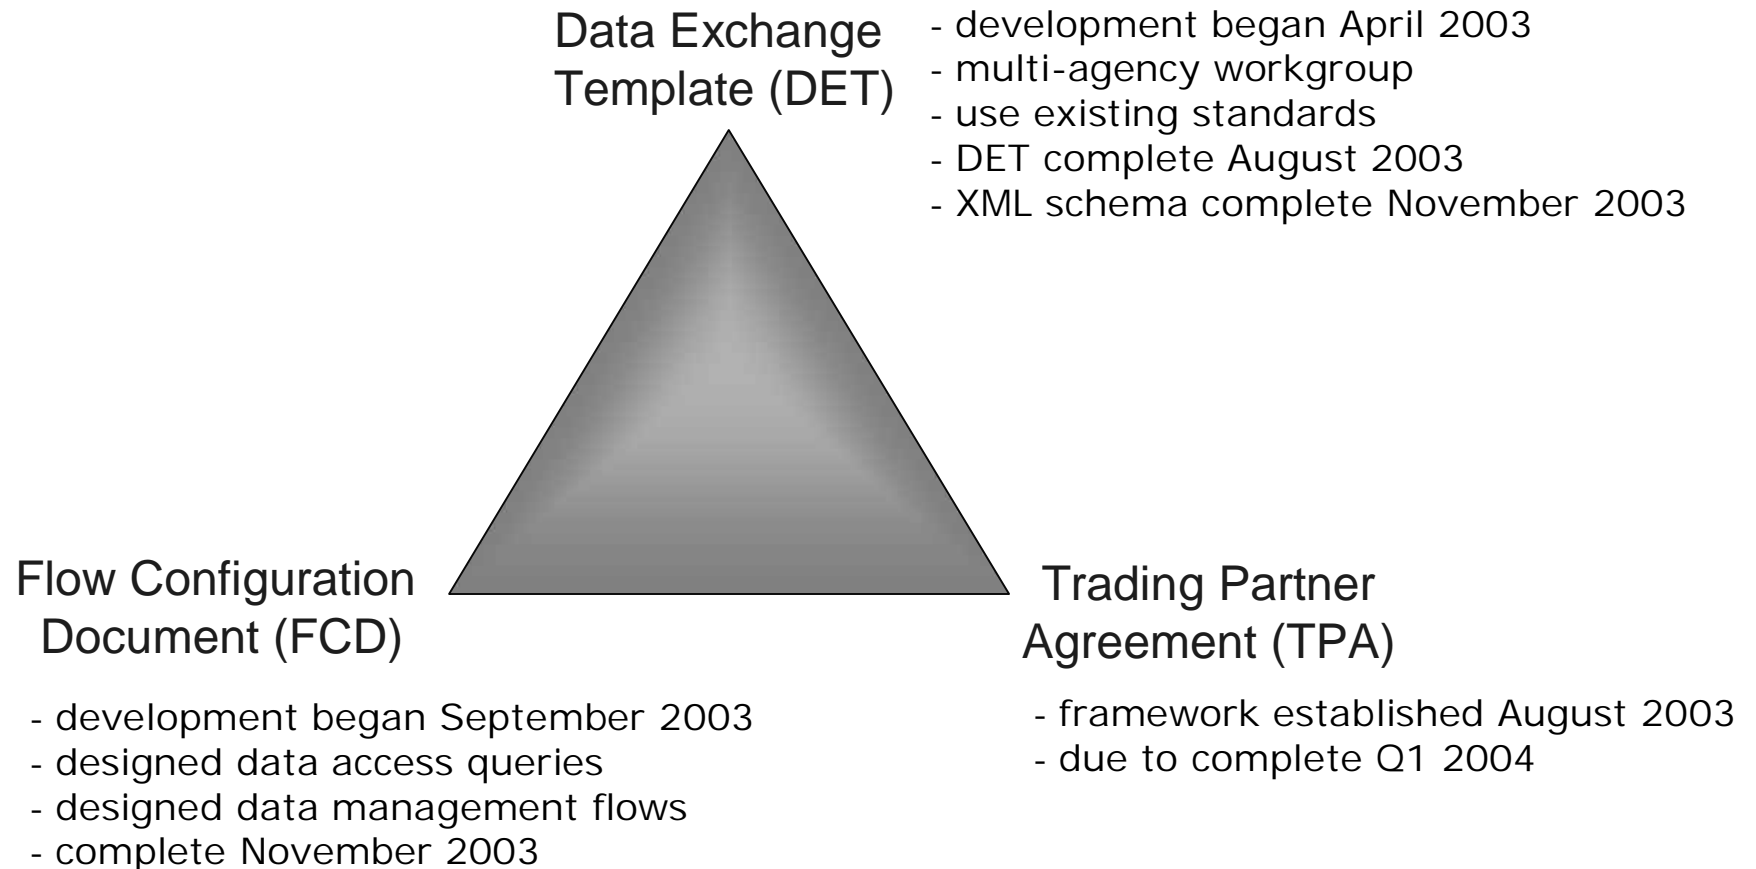 Data Exchange
Template (DET)
- development began April 2003
- multi-agency workgroup
- use existing standards
- DET complete August 2003
- XML schema complete November 2003
Flow Configuration
Document (FCD)
- development began September 2003
- designed data access queries
- designed data management flows
- complete November 2003
Trading Partner
Agreement (TPA)
- framework established August 2003
- due to complete Q1 2004